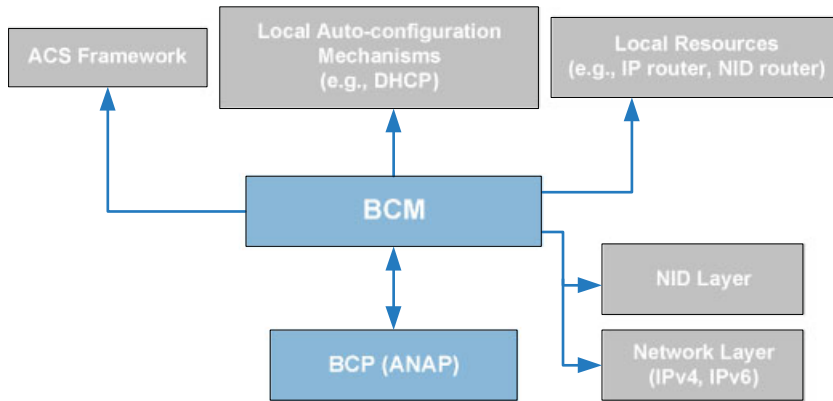 ACS Framework
Local Auto-configuration
Mechanisms
(e.g., DHCP)
Local Resources
(e.g., IP router, NID router)
BCM
NID Layer
BCP (ANAP)
Network Layer
(IPv4, IPv6)